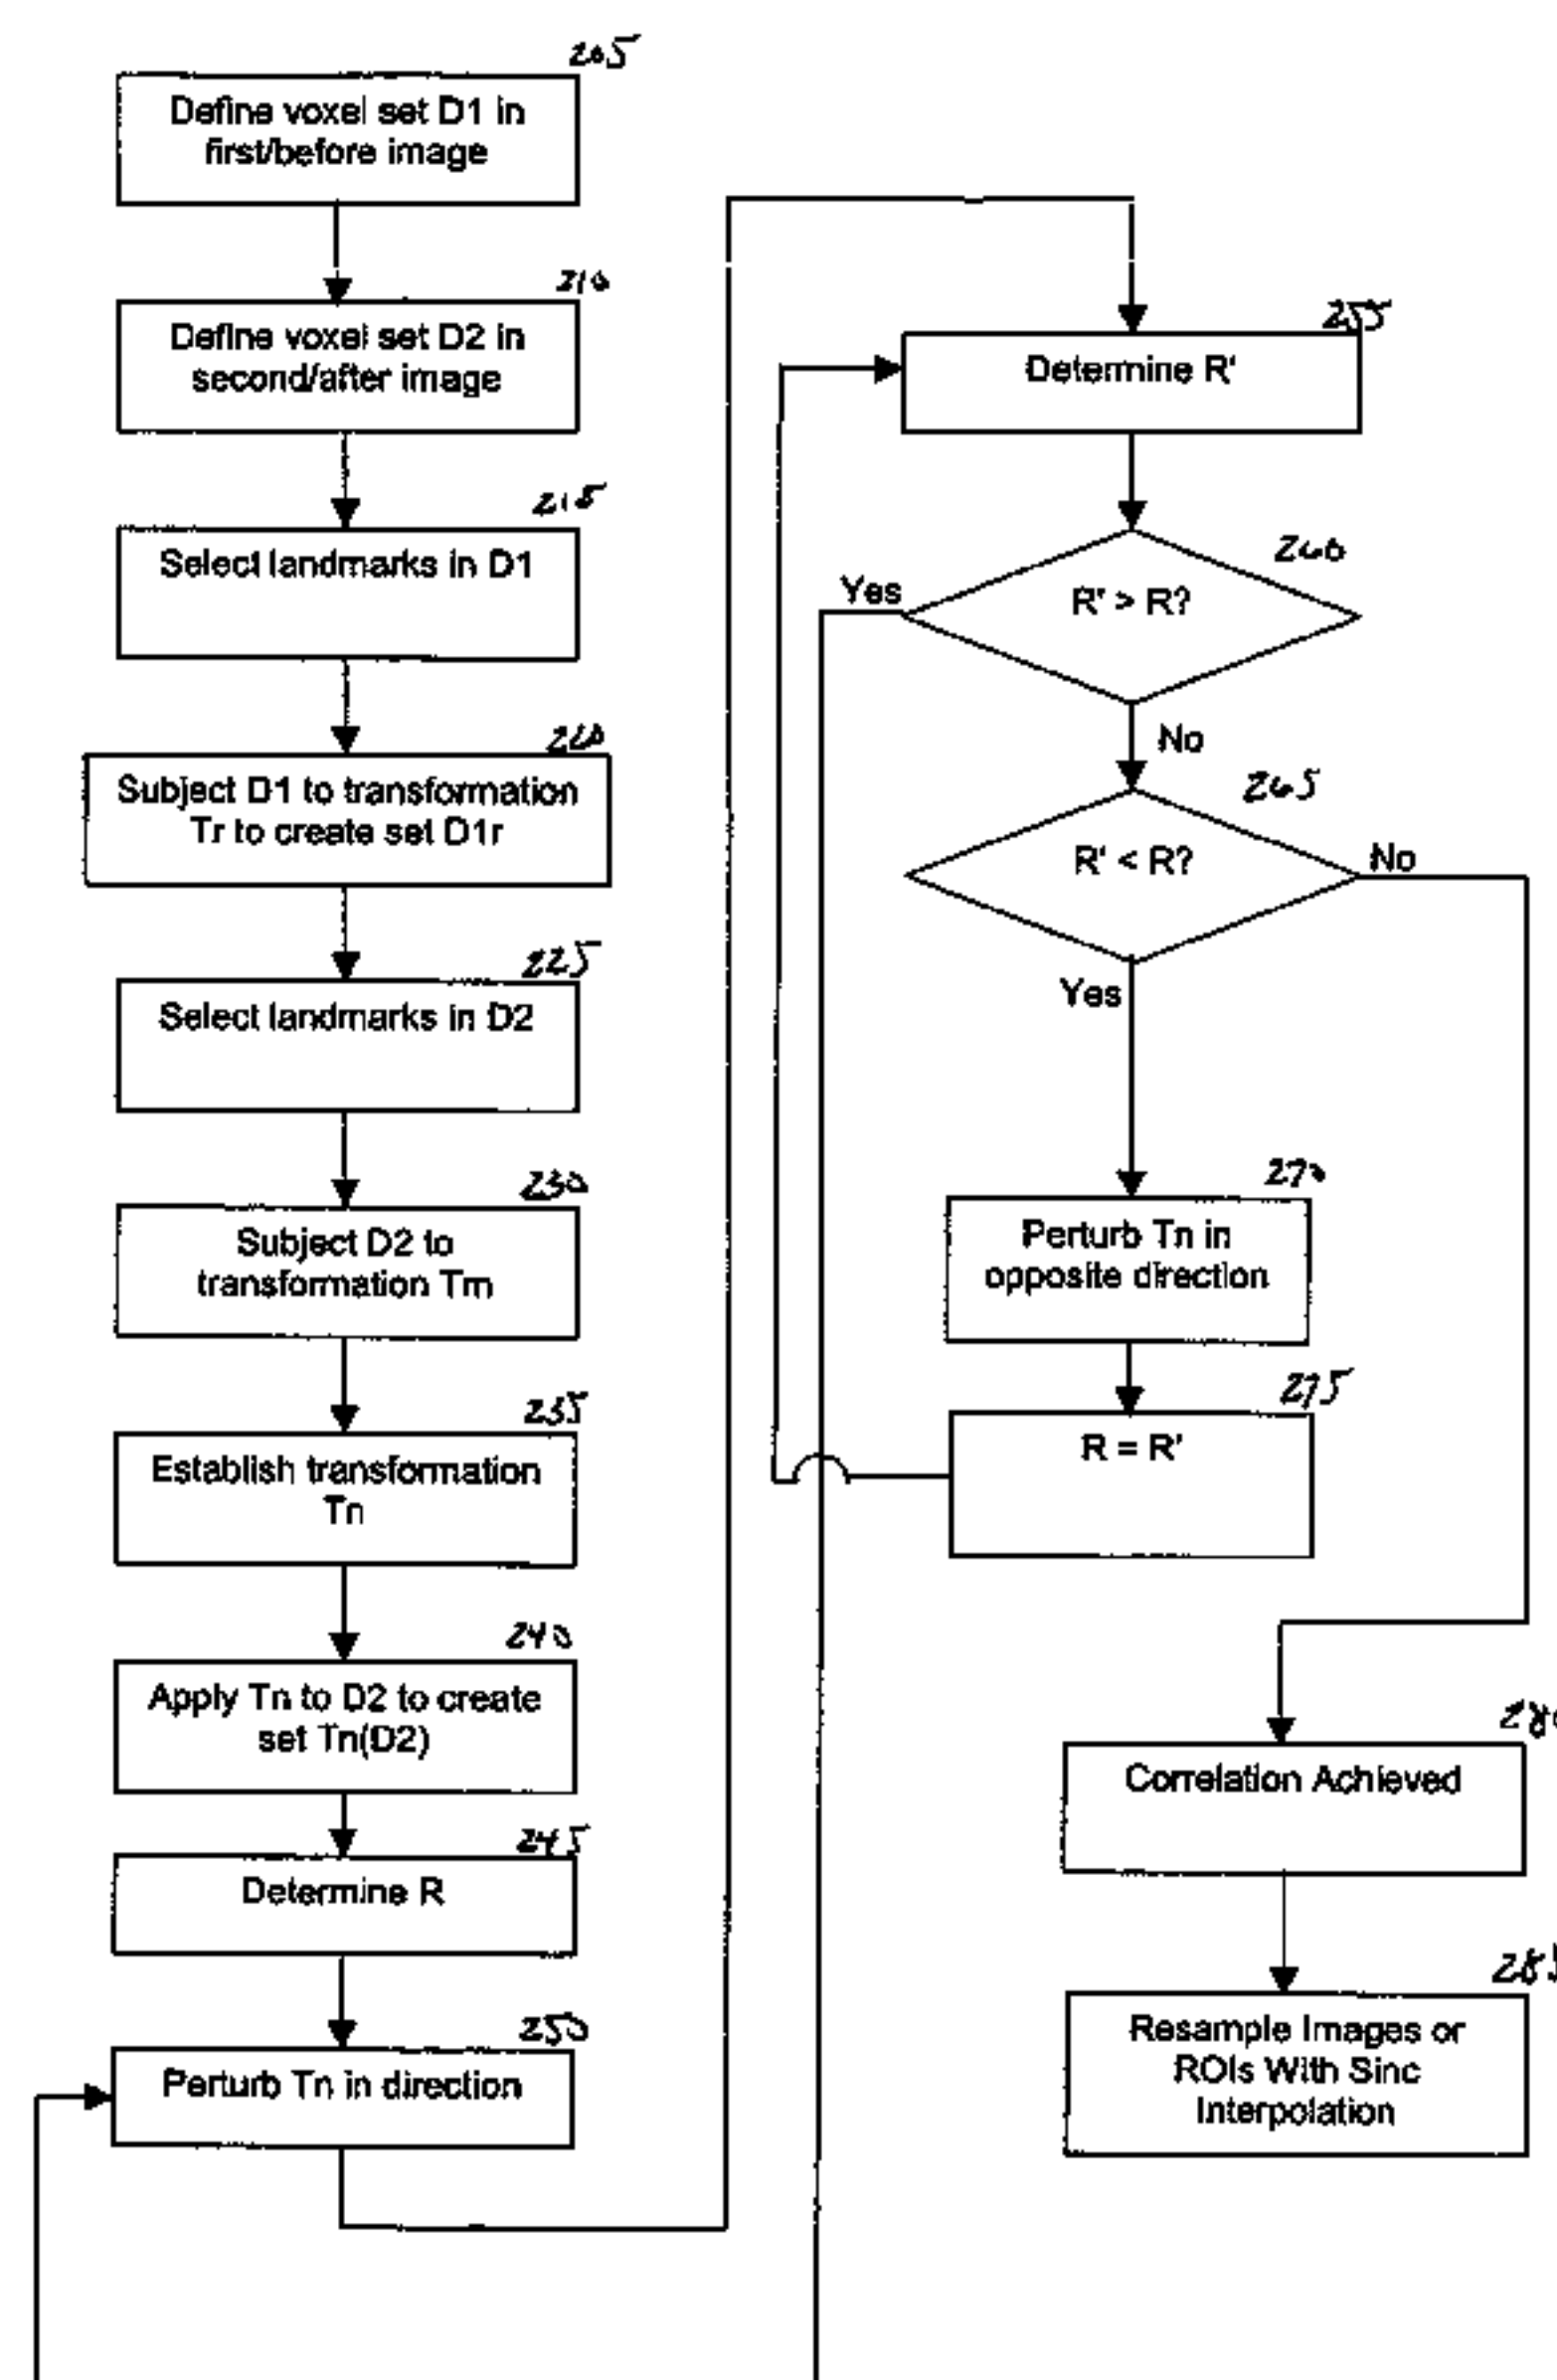 205
Define voxel set D1 in
first/before image
210
Define voxel set D2 in
second/after image
215
Select landmarks in D1
220
Subject D1 to transformation
Tr to create set D1r
225
Select landmarks in D2
230
Subject D2 to
transformation Tm
235
Establish transformation
Tn
240
Apply Tn to D2 to create
set Tn(D2)
245
Determine R
250
Perturb Tn in direction
255
Determine R'
260
R' > R?
Yes
No
265
R' < R?
No
Yes
270
Perturb Tn in
opposite direction
275
R = R'
Correlation Achieved
Resample Images or
ROIs With Sinc
Interpolation